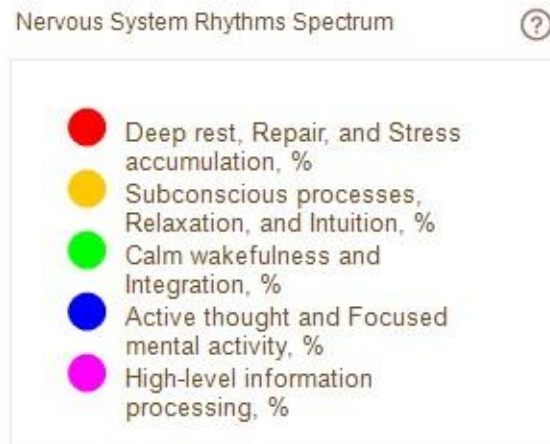 Nervous System Rhythms Spectrum
?
Deep rest, Repair, and Stress
accumulation, %
Subconscious processes,
Relaxation, and Intuition, %
Calm wakefulness and
Integration, %
Active thought and Focused
mental activity, %
High-level information
processing, %